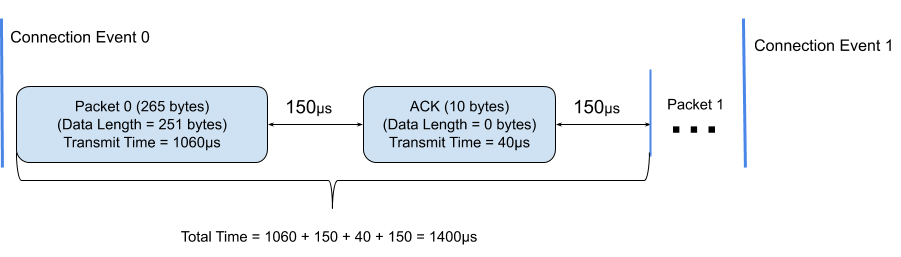 Connection Event 0
Connection Event 1
Packet 0 (265 bytes)
(Data Length = 251 bytes)
Transmit Time = 1060µs
150µs
ACK (10 bytes)
(Data Length = 0 bytes)
Transmit Time = 40µs
150µs
Packet 1
Total Time = 1060 + 150 + 40 + 150 = 1400µs